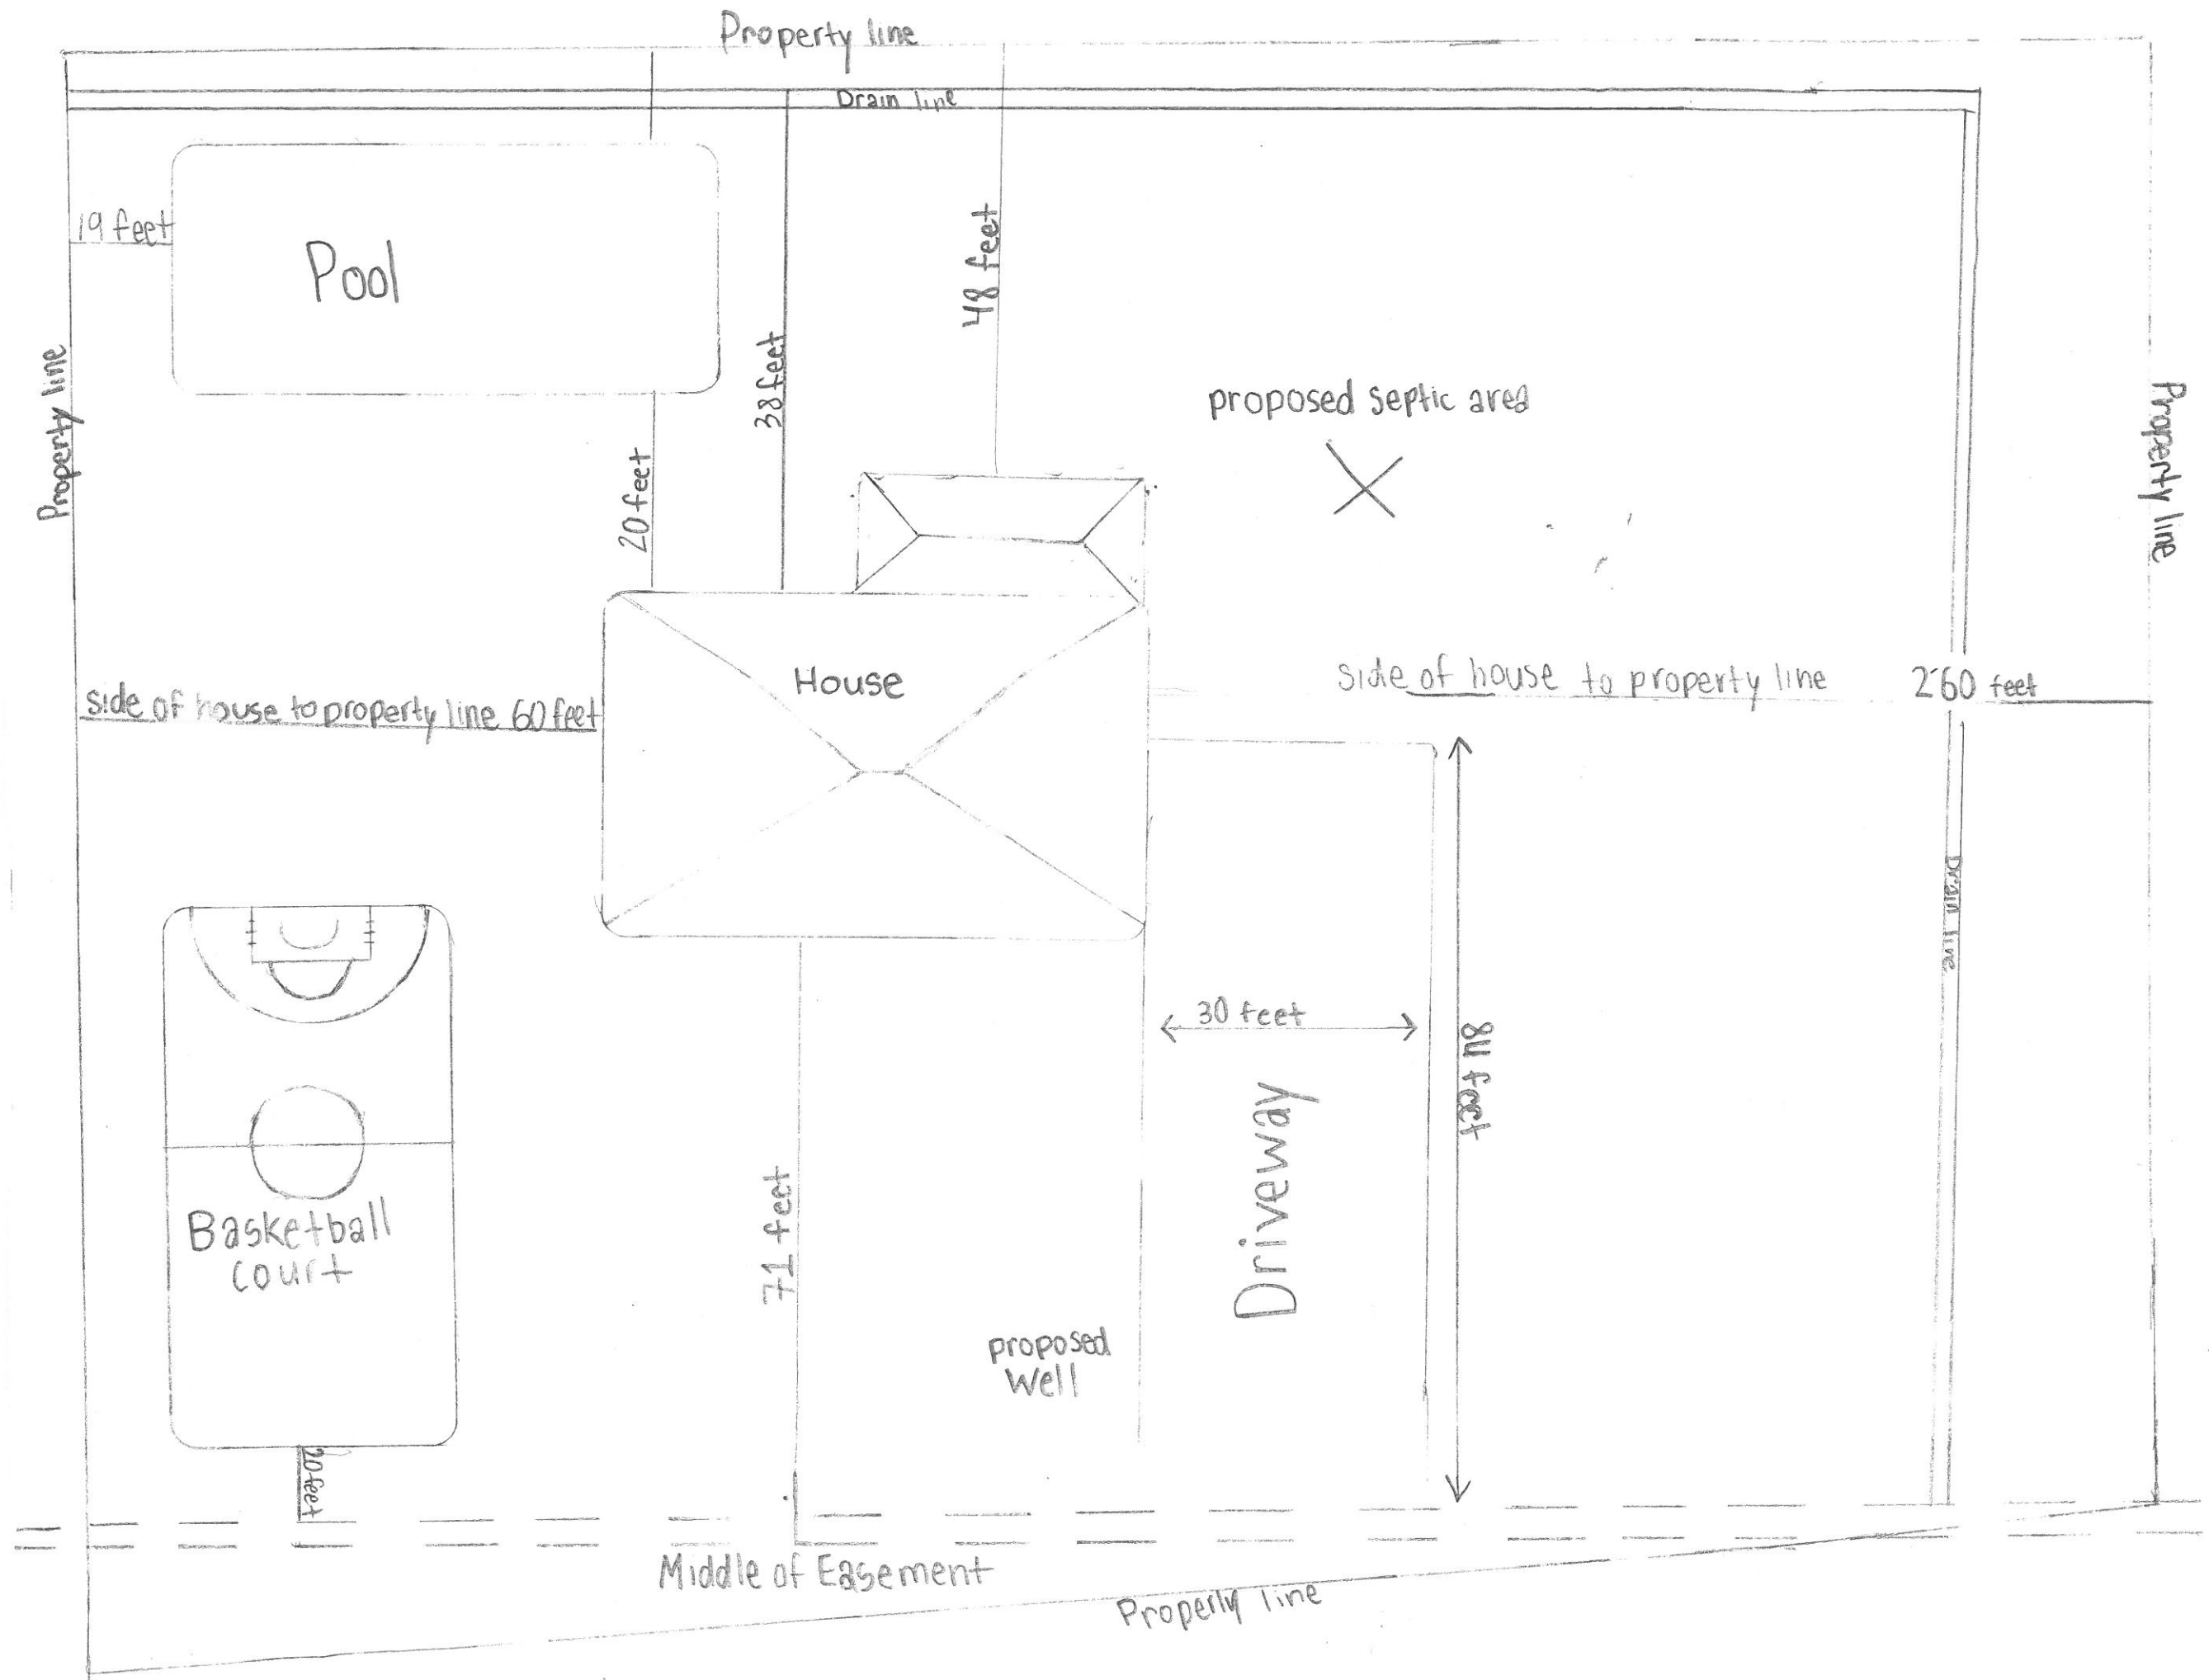 Property line
Drain line
19 feet
Pool
48 feet
38 feet
20 feet
Property line
proposed septic area
Property line
House
side of house to property line 260 feet
side of house to property line 60 feet
Drain line
30 feet
Driveway
Basketball
court
71 feet
proposed
Well
20 feet
Middle of Easement
Property line